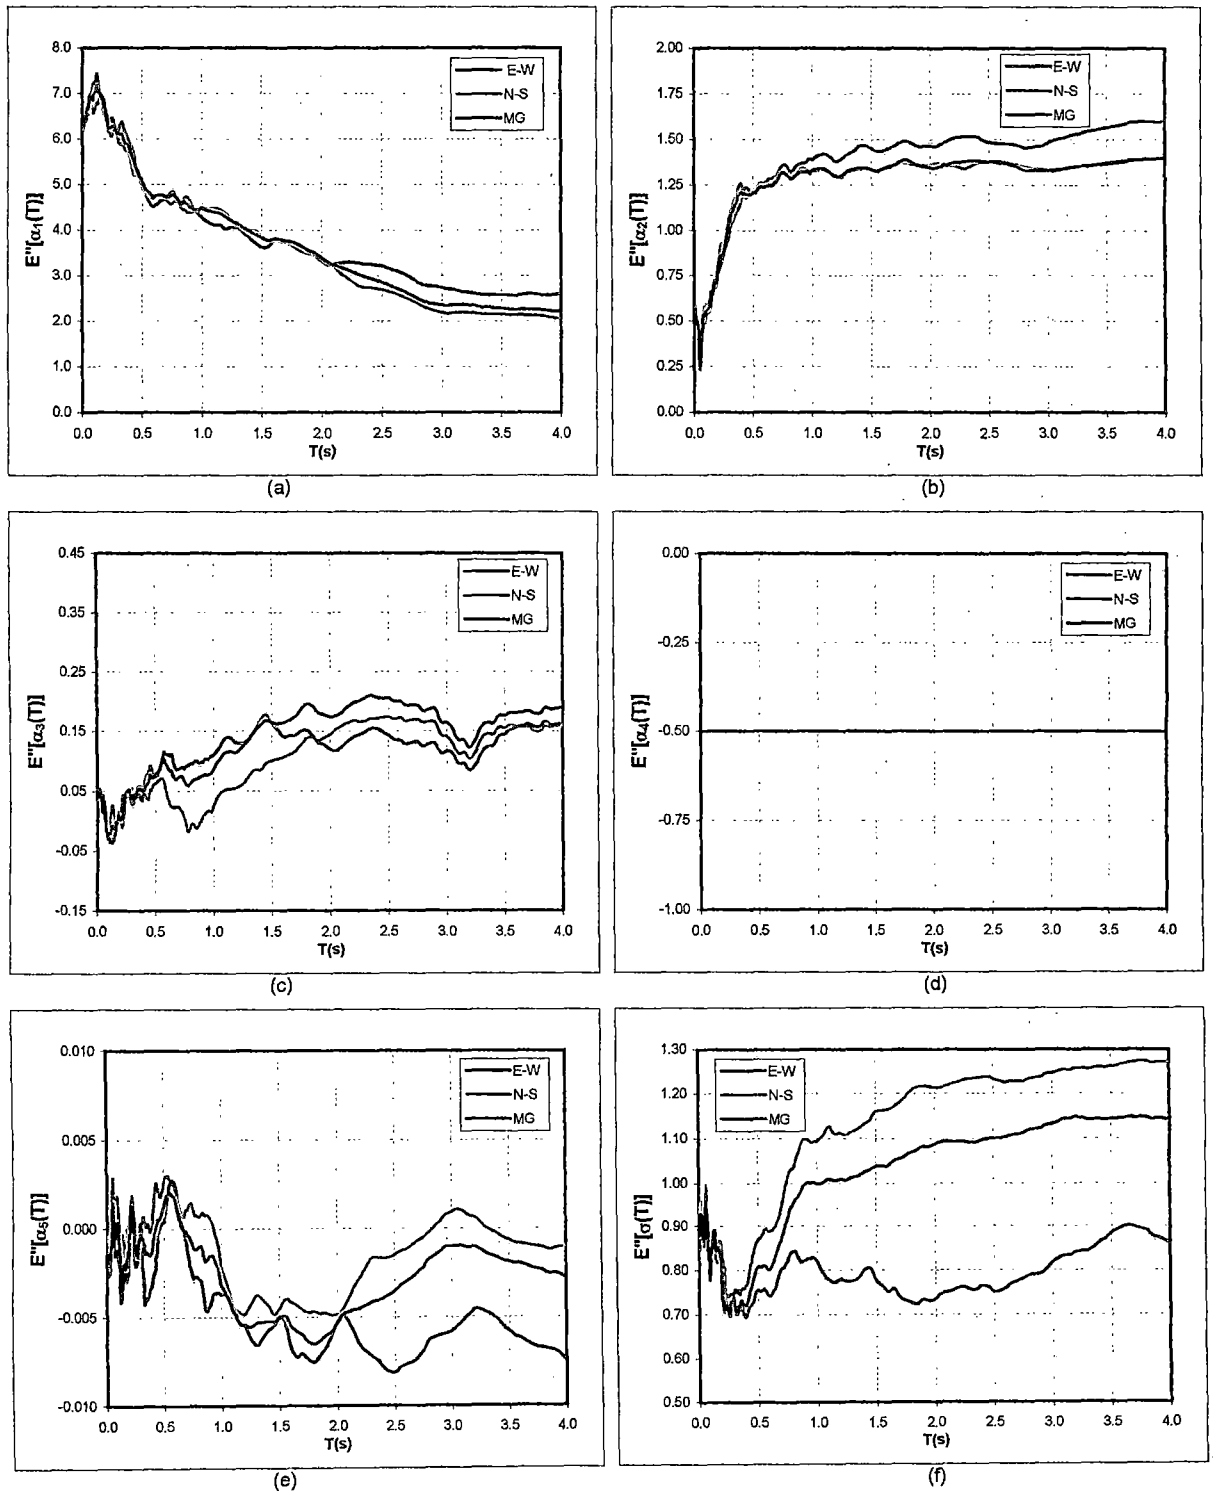 8.0
7.0
6.0
5.0
4.0
3.0
2.0
1.0
0.0
E''[α₁(T)]
E-W
N-S
MG
0.0 0.5 1.0 1.5 2.0 2.5 3.0 3.5 4.0
T(s)
(a)
2.00
1.75
1.50
1.25
1.00
0.75
0.50
0.25
0.00
E''[α₂(T)]
E-W
N-S
MG
0.0 0.5 1.0 1.5 2.0 2.5 3.0 3.5 4.0
T(s)
(b)
0.45
0.35
0.25
0.15
0.05
-0.05
-0.15
E''[α₃(T)]
E-W
N-S
MG
0.0 0.5 1.0 1.5 2.0 2.5 3.0 3.5 4.0
T(s)
(c)
0.00
-0.25
-0.50
-0.75
-1.00
E''[α₄(T)]
E-W
N-S
MG
0.0 0.5 1.0 1.5 2.0 2.5 3.0 3.5 4.0
T(s)
(d)
0.010
0.005
0.000
-0.005
-0.010
E''[α₅(T)]
E-W
N-S
MG
0.0 0.5 1.0 1.5 2.0 2.5 3.0 3.5 4.0
T(s)
(e)
1.30
1.20
1.10
1.00
0.90
0.80
0.70
0.60
0.50
E''[σ(T)]
E-W
N-S
MG
0.0 0.5 1.0 1.5 2.0 2.5 3.0 3.5 4.0
T(s)
(f)